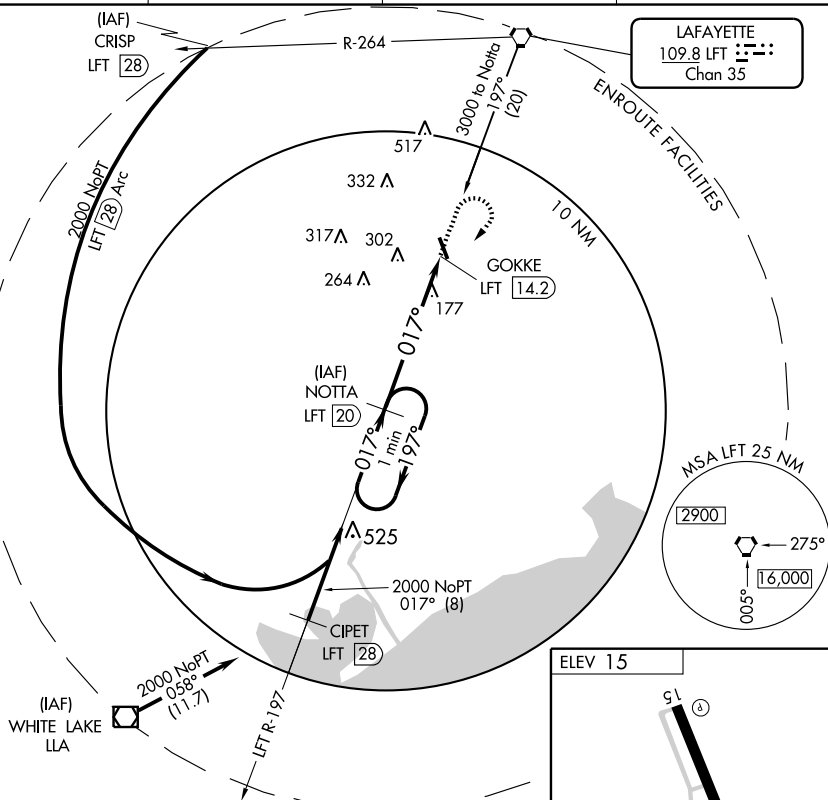 (IAF)
CRISP
LFT 28
R-264
LAFAYETTE
109.8 LFT
Chan 35
3000 to Notta
197°
(20)
ENROUTE FACILITIES
517
332
2000 NoPT
LFT 28 Arc
10 NM
317
302
264
GOKKE
LFT 14.2
177
017°
(IAF)
NOTTA
LFT 20
017°
1 min
197°
MSA LFT 25 NM
2900
275°
16,000
005°
525
2000 NoPT
017° (8)
CIPET
LFT 28
2000 NoPT
058°
(11.7)
(IAF)
WHITE LAKE
LLA
LFT R-197
ELEV 15
15
P